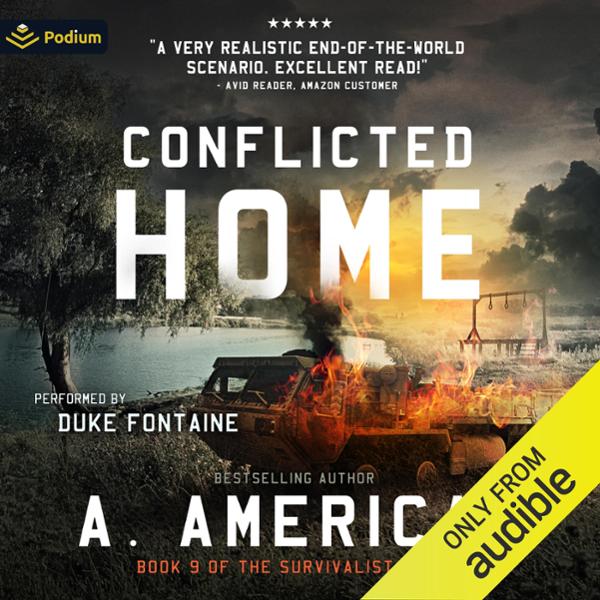 Podium
"A VERY REALISTIC END-OF-THE-WORLD
SCENARIO. EXCELLENT READ!"
- AVID READER, AMAZON CUSTOMER
CONFLICTED
HOME
PERFORMED BY
DUKE FONTAINE
BESTSELLING AUTHOR
A. AMERIC
BOOK 9 OF THE SURVIVALIST
ONLY FROM
audible